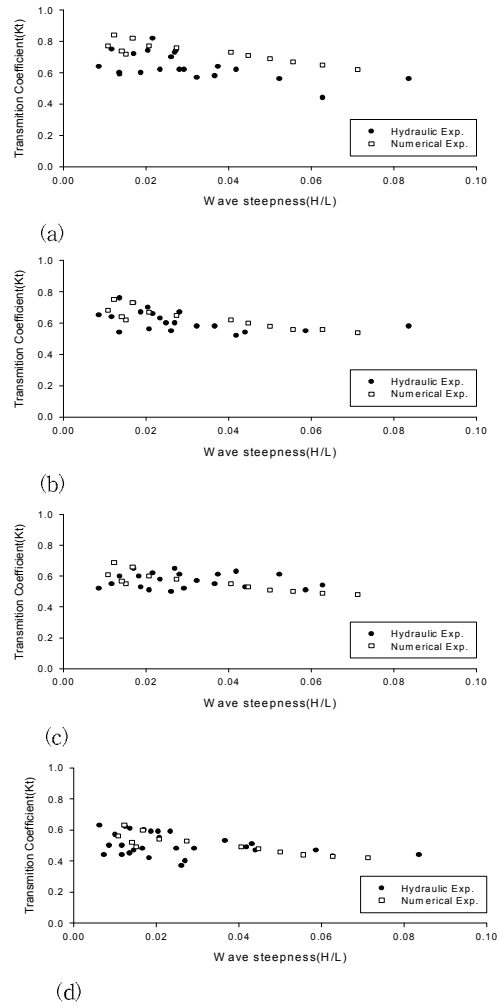 1.0
0.8
0.6
0.4
0.2
0.0
Transmition Coefficient(Kt)
Hydraulic Exp.
Numerical Exp.
0.00 0.02 0.04 0.06 0.08 0.10
Wave steepness(H/L)
(a)
1.0
0.8
0.6
0.4
0.2
0.0
Transmition Coefficient(Kt)
Hydraulic Exp.
Numerical Exp.
0.00 0.02 0.04 0.06 0.08 0.10
Wave steepness(H/L)
(b)
1.0
0.8
0.6
0.4
0.2
0.0
Transmition Coefficient(Kt)
Hydraulic Exp.
Numerical Exp.
0.00 0.02 0.04 0.06 0.08 0.10
Wave steepness(H/L)
(c)
1.0
0.8
0.6
0.4
0.2
0.0
Transmition Coefficient(Kt)
Hydraulic Exp.
Numerical Exp.
0.00 0.02 0.04 0.06 0.08 0.10
Wave steepness(H/L)
(d)